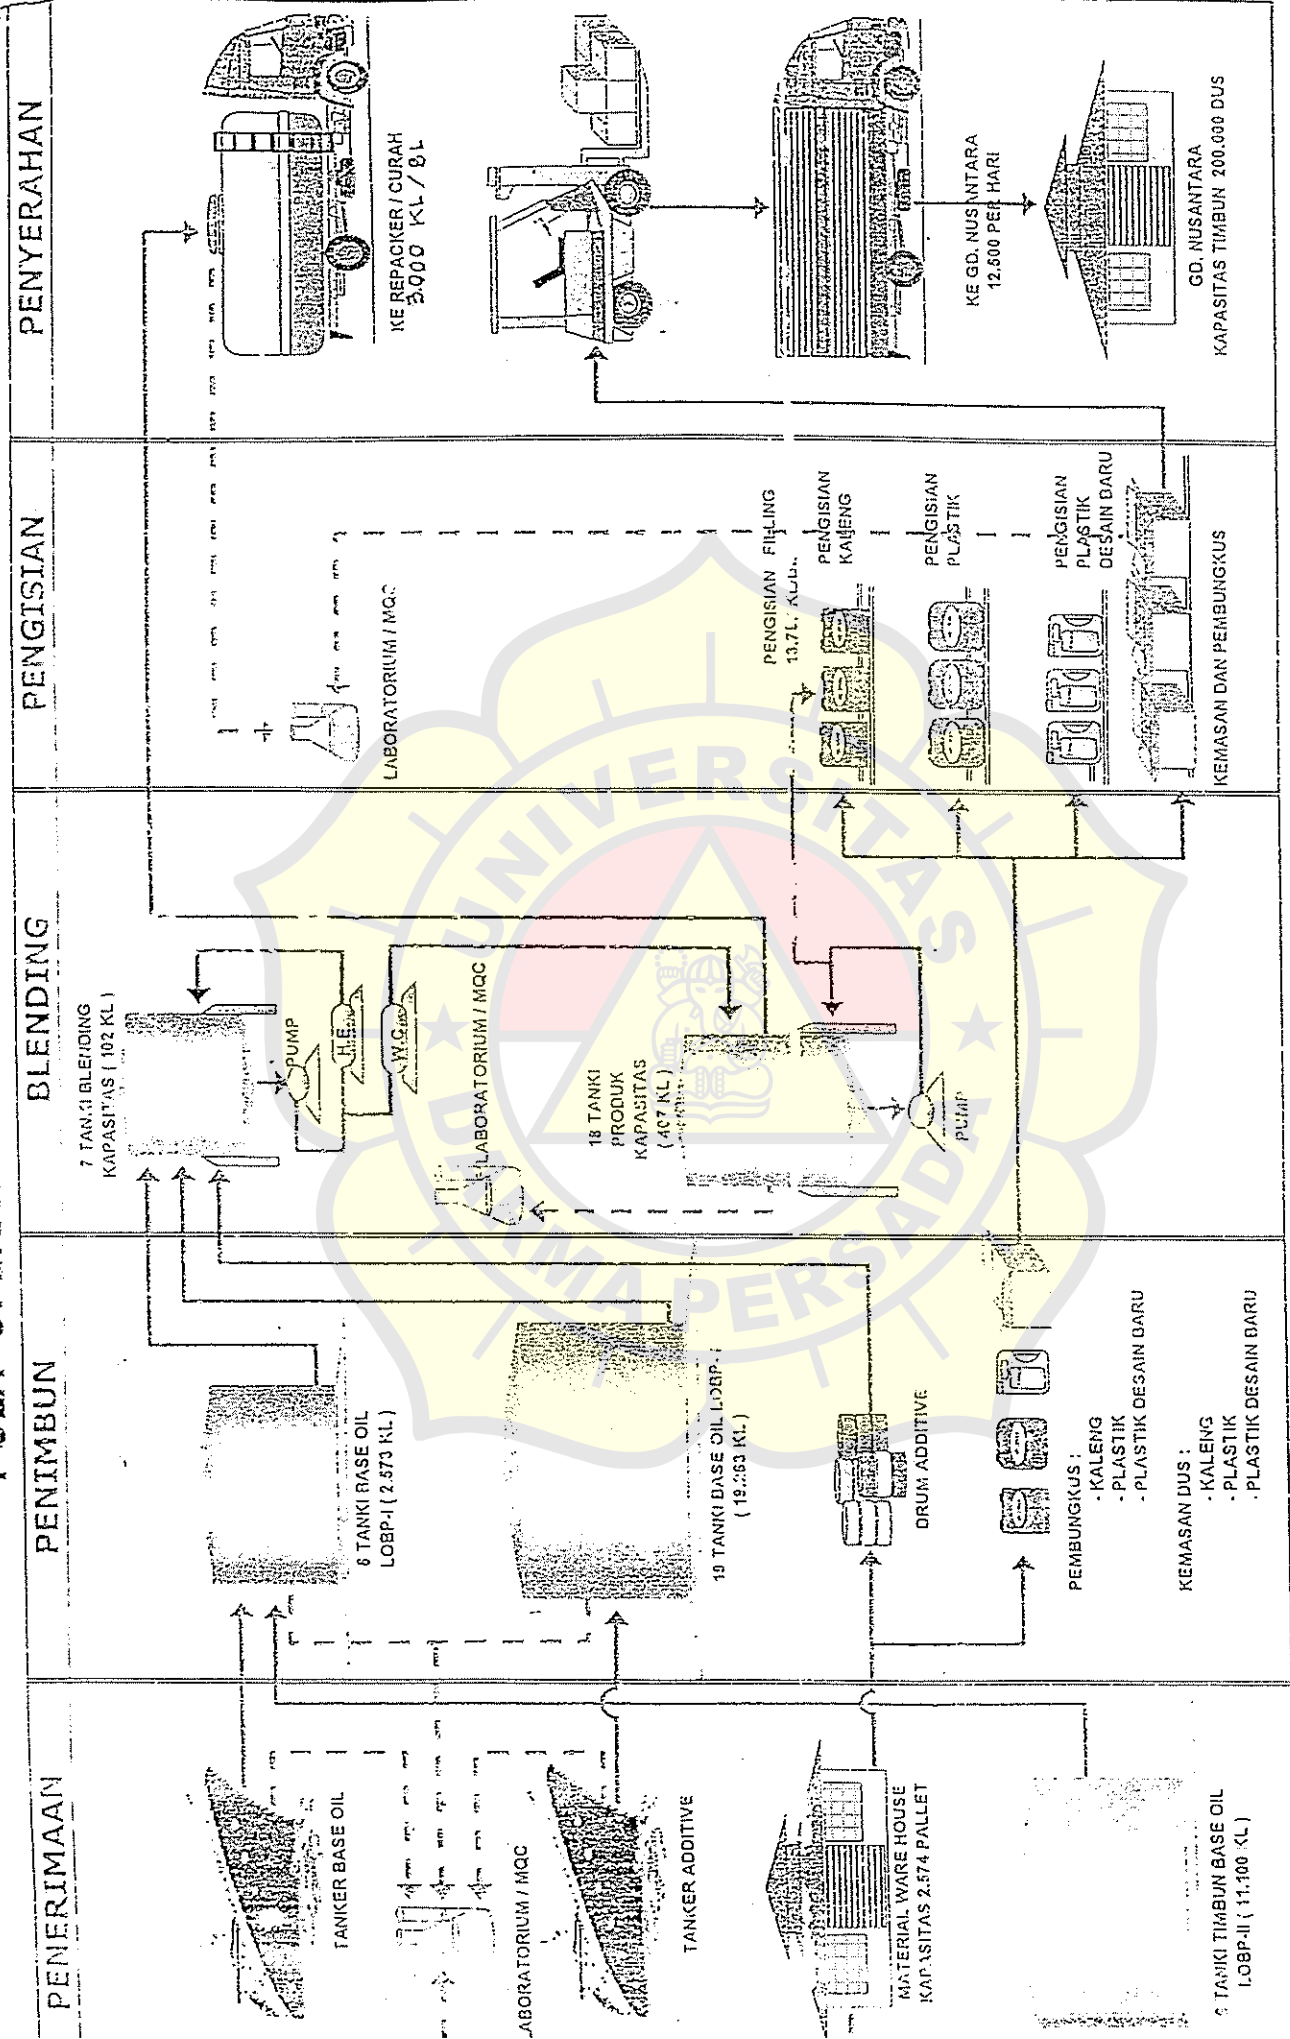 PENERIMAAN
TANKER BASE OIL
LABORATORIUM / MQC
TANKER ADDITIVE
MATERIAL WARE HOUSE
KAPASITAS 2.574 PALLET
TANKI TIMBUN BASE OIL
LOBP-II ( 11.100 KL )
PENIMBUN
6 TANKI BASE OIL
LOBP-I ( 2.573 KL )
19 TANKI BASE OIL LOBP-
DRUM ADDITIVE
PEMBUNGKUS :
- KALENG
- PLASTIK
- PLASTIK DESAIN BARU
KEMASAN DUS :
- KALENG
- PLASTIK
- PLASTIK DESAIN BARU
BLENDING
7 TANKI BLENDING
KAPASITAS ( 102 KL )
PUMP
H.E
W.C
LABORATORIUM / MQC
18 TANKI
PRODUK
KAPASITAS
( 407 KL )
PUMP
PENGISIAN
LABORATORIUM / MQC
PENGISIAN FILLING
PENGISIAN
KALENG
PENGISIAN
PLASTIK
PENGISIAN
PLASTIK
DESAIN BARU
KEMASAN DAN PEMBUNGKUS
PENYERAHAN
KE REPACKER / CURAH
3.000 KL / BL
KE GD. NUSANTARA
12.600 PER HARI
GD. NUSANTARA
KAPASITAS TIMBUN 200.000 DUS
UNIVERSITAS
DARMA PERSADA